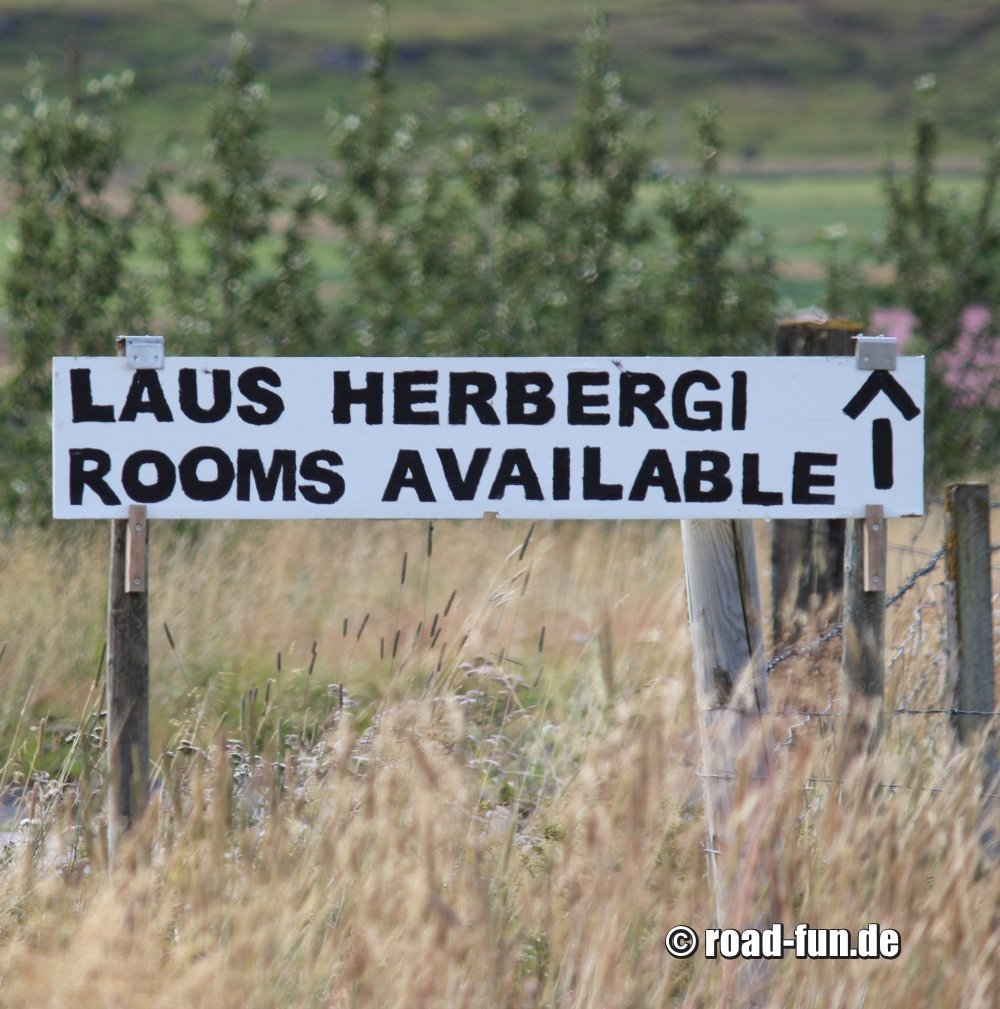 LAUS HERBERGI
ROOMS AVAILABLE
© road-fun.de